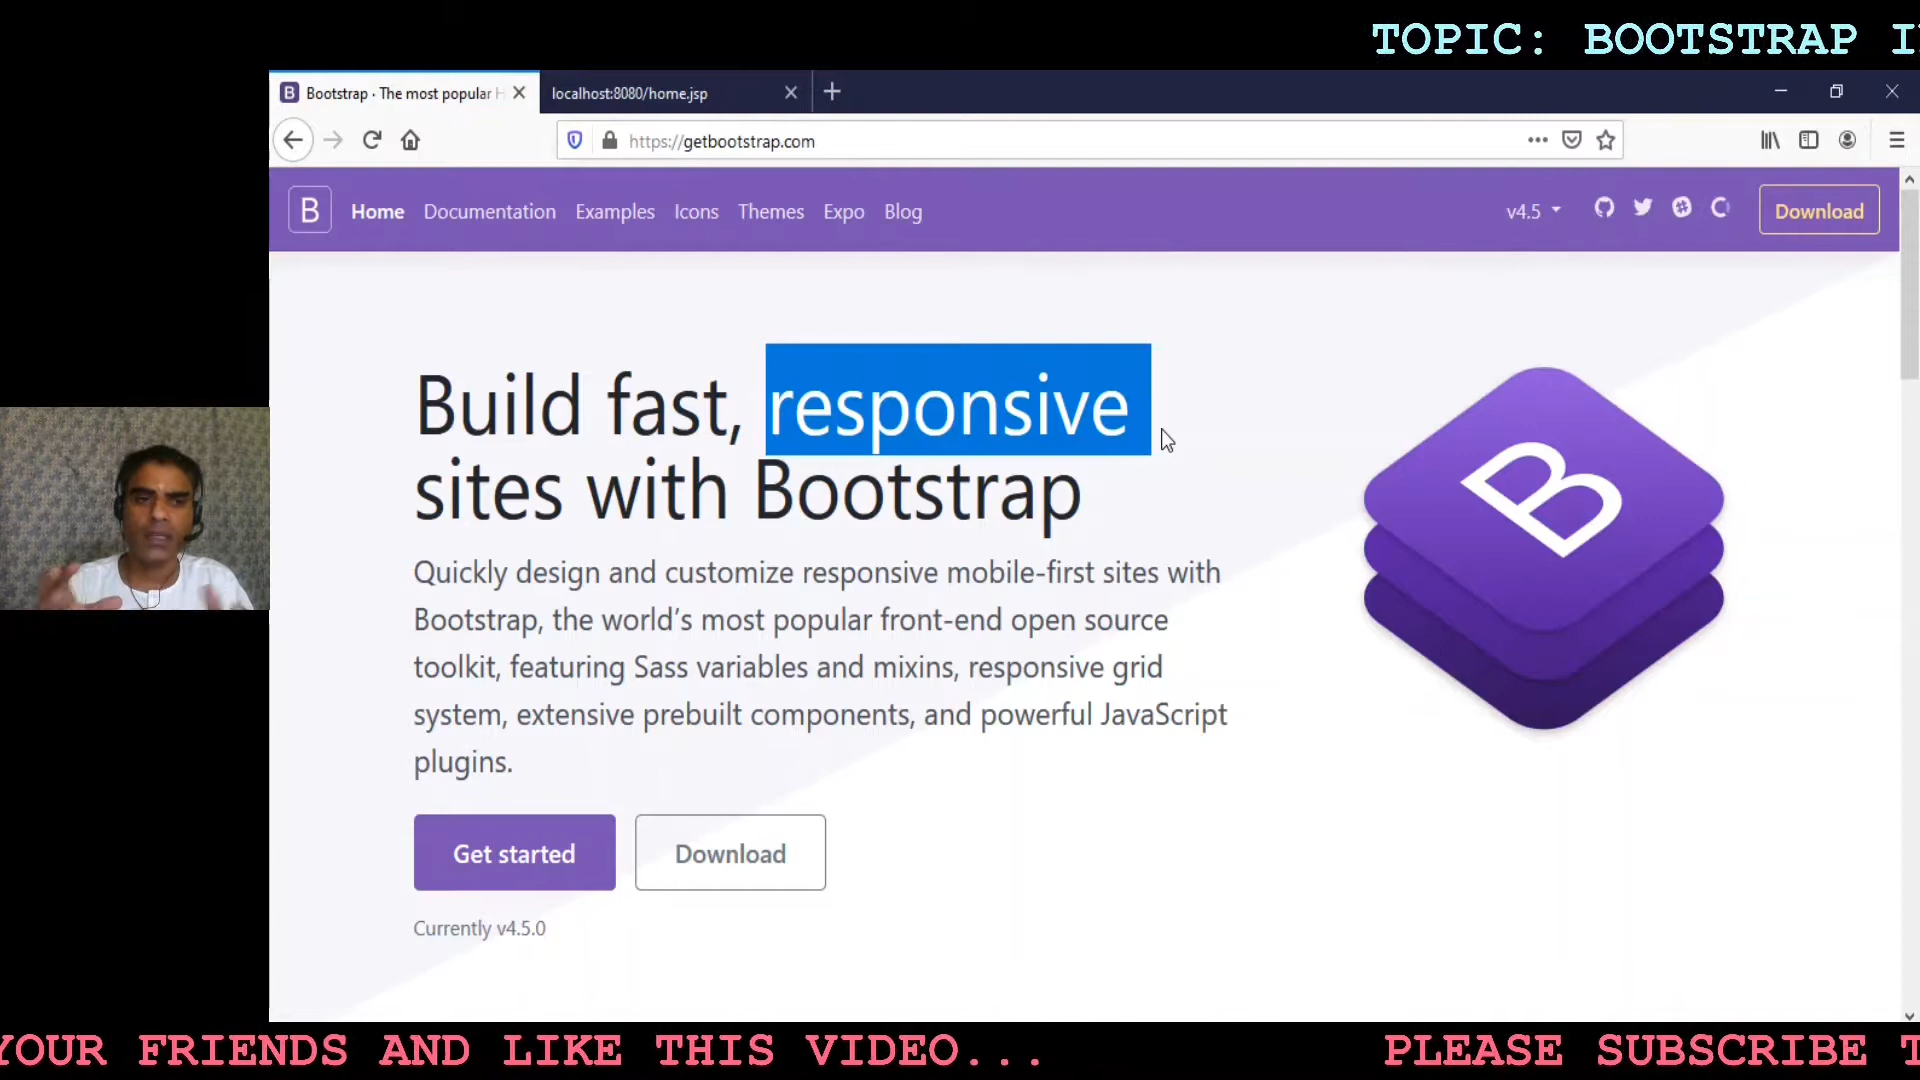 TOPIC: BOOTSTRAP
Bootstrap · The most popular
localhost:8080/home.jsp
https://getbootstrap.com
B
Home Documentation Examples Icons Themes Expo Blog
v4.5
Download
Build fast, responsive
sites with Bootstrap
Quickly design and customize responsive mobile-first sites with
Bootstrap, the world’s most popular front-end open source
toolkit, featuring Sass variables and mixins, responsive grid
system, extensive prebuilt components, and powerful JavaScript
plugins.
B
Get started Download
Currently v4.5.0
YOUR FRIENDS AND LIKE THIS VIDEO... PLEASE SUBSCRIBE